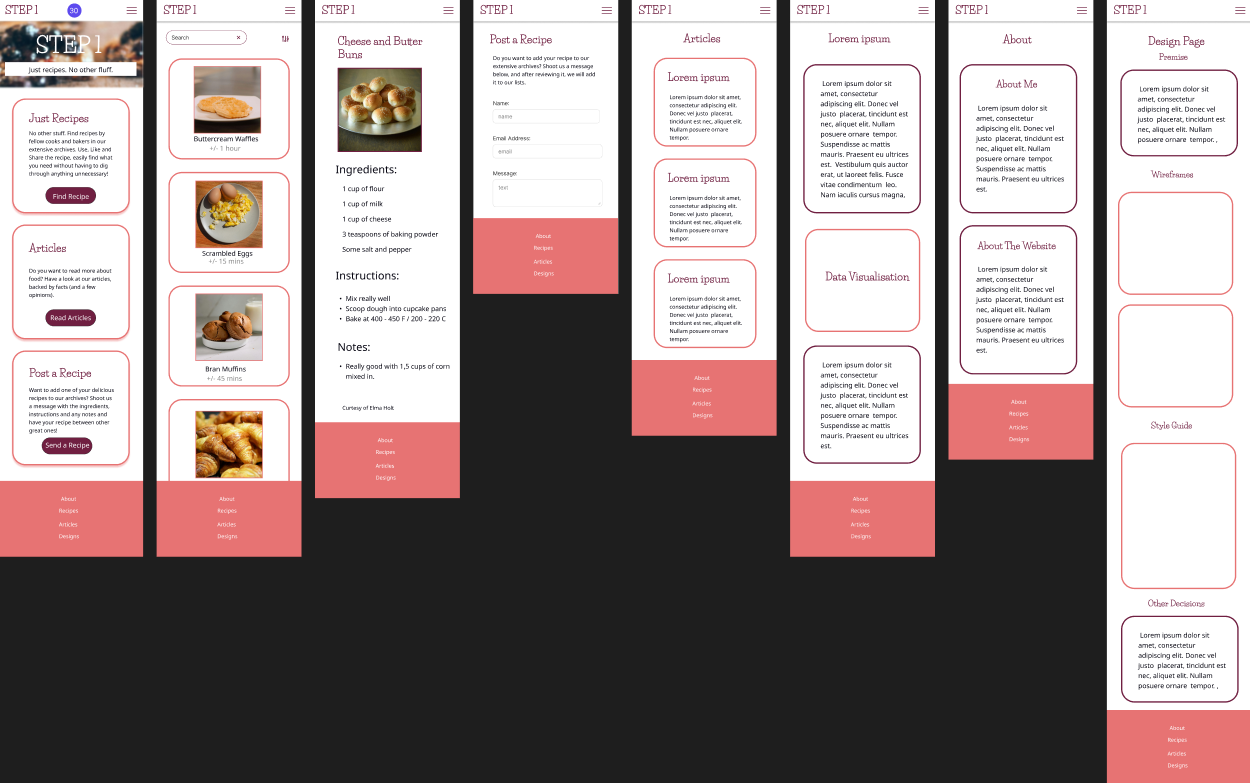 STEP 1
30
STEP 1
Just recipes. No other fluff.
Just Recipes
No other stuff. Find recipes by
fellow cooks and bakers in our
extensive archives. Use, Like and
Share the recipe, easily find what
you need without having to dig
through anything unnecessary!
Find Recipe
Articles
Do you want to read more about
food? Have a look at our articles,
backed by facts (and a few
opinions).
Read Articles
Post a Recipe
Want to add one of your delicious
recipes to our archives? Shoot us
a message with the ingredients,
instructions and any notes and
have your recipe between other
great ones!
Send a Recipe
About
Recipes
Articles
Designs
STEP 1
Search
Buttercream Waffles
+/- 1 hour
Scrambled Eggs
+/- 15 mins
Bran Muffins
+/- 45 mins
About
Recipes
Articles
Designs
STEP 1
Cheese and Butter
Buns
Ingredients:
1 cup of flour
1 cup of milk
1 cup of cheese
3 teaspoons of baking powder
Some salt and pepper
Instructions:
• Mix really well
• Scoop dough into cupcake pans
• Bake at 400 - 450 F / 200 - 220 C
Notes:
• Really good with 1,5 cups of corn
mixed in.
Curtesy of Elma Holt
About
Recipes
Articles
Designs
STEP 1
Post a Recipe
Do you want to add your recipe to our
extensive archives? Shoot us a message
below, and after reviewing it, we will add
it to our lists.
Name:
name
Email Address:
email
Message:
text
About
Recipes
Articles
Designs
STEP 1
Articles
Lorem ipsum
Lorem ipsum dolor sit amet,
consectetur adipiscing elit.
Donec vel justo  placerat,
tincidunt est nec, aliquet elit.
Nullam posuere ornare
tempor.
Lorem ipsum
Lorem ipsum dolor sit amet,
consectetur adipiscing elit.
Donec vel justo  placerat,
tincidunt est nec, aliquet elit.
Nullam posuere ornare
tempor.
Lorem ipsum
Lorem ipsum dolor sit amet,
consectetur adipiscing elit.
Donec vel justo  placerat,
tincidunt est nec, aliquet elit.
Nullam posuere ornare
tempor.
About
Recipes
Articles
Designs
STEP 1
Lorem ipsum
Lorem ipsum dolor sit
amet, consectetur
adipiscing elit. Donec vel
justo  placerat, tincidunt est
nec, aliquet elit. Nullam
posuere ornare  tempor.
Suspendisse ac mattis
mauris. Praesent eu ultrices
est.  Vestibulum quis auctor
erat, ut laoreet felis. Fusce
vitae condimentum  leo.
Nam iaculis cursus magna,
Data Visualisation
Lorem ipsum dolor sit
amet, consectetur
adipiscing elit. Donec vel
justo  placerat, tincidunt est
nec, aliquet elit. Nullam
posuere ornare  tempor.
Suspendisse ac mattis
mauris. Praesent eu ultrices
est.
About
Recipes
Articles
Designs
STEP 1
About
About Me
Lorem ipsum dolor sit
amet, consectetur
adipiscing elit. Donec vel
justo  placerat, tincidunt est
nec, aliquet elit. Nullam
posuere ornare  tempor.
Suspendisse ac mattis
mauris. Praesent eu ultrices
est.
About The Website
Lorem ipsum dolor sit
amet, consectetur
adipiscing elit. Donec vel
justo  placerat, tincidunt est
nec, aliquet elit. Nullam
posuere ornare  tempor.
Suspendisse ac mattis
mauris. Praesent eu ultrices
est.
About
Recipes
Articles
Designs
STEP 1
Design Page
Premise
Lorem ipsum dolor sit
amet, consectetur
adipiscing elit. Donec vel
justo  placerat, tincidunt est
nec, aliquet elit. Nullam
posuere ornare  tempor. ,
Wireframes
Style Guide
Other Decisions
Lorem ipsum dolor sit
amet, consectetur
adipiscing elit. Donec vel
justo  placerat, tincidunt est
nec, aliquet elit. Nullam
posuere ornare  tempor. ,
About
Recipes
Articles
Designs